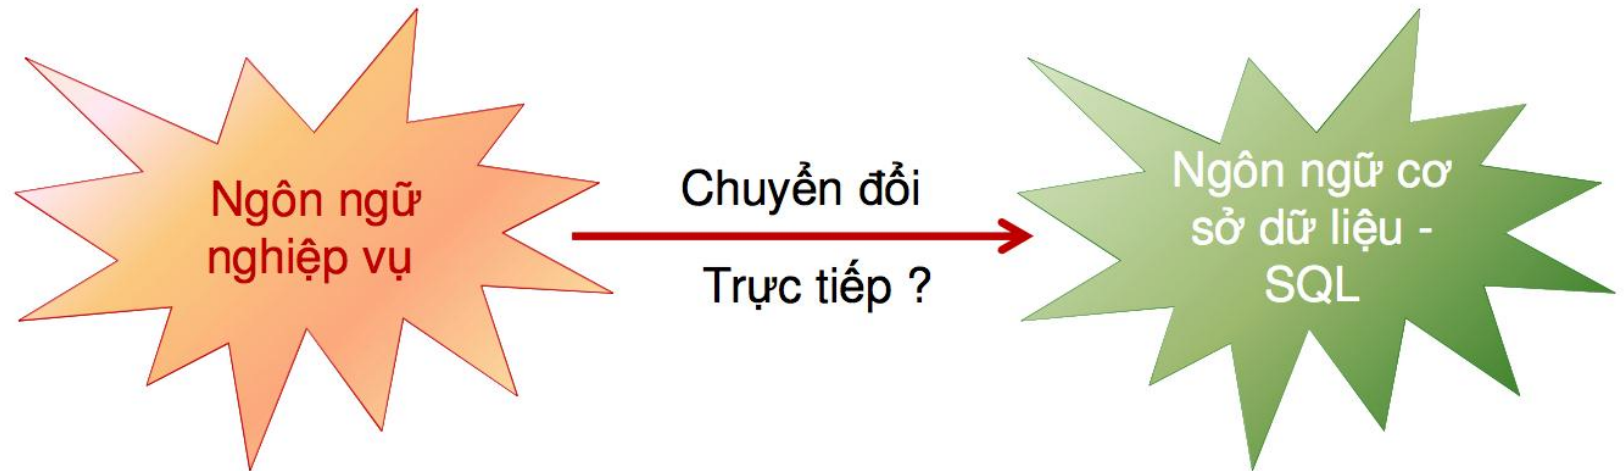 Ngôn ngữ
nghiệp vụ
Chuyển đổi
Trực tiếp ?
Ngôn ngữ cơ
sở dữ liệu -
SQL